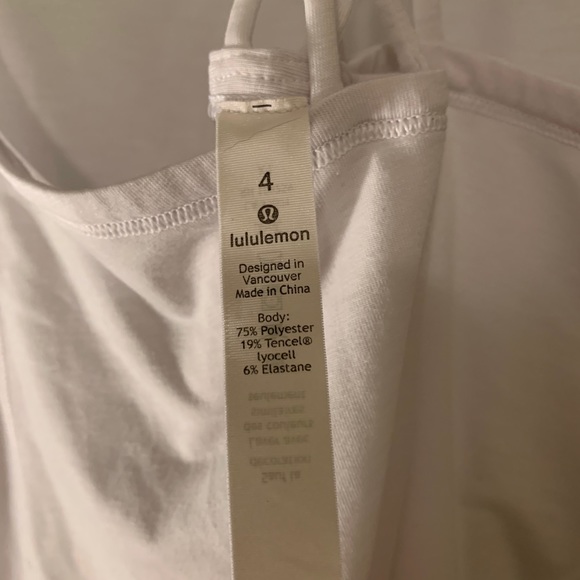 4
lululemon
Designed in
Vancouver
Made in China
Body:
75% Polyester
19% Tencel®
lyocell
6% Elastane